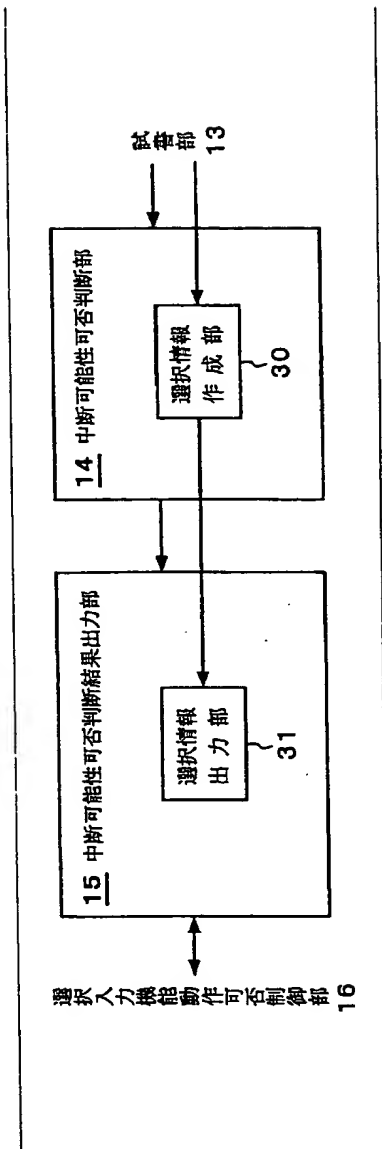 試普部
13
14 中断可能性可否判断部
選択情報
作成部
30
15 中断可能性可否判断結果出力部
選択情報
出力部
31
選択入力機能動作可否制御部
16